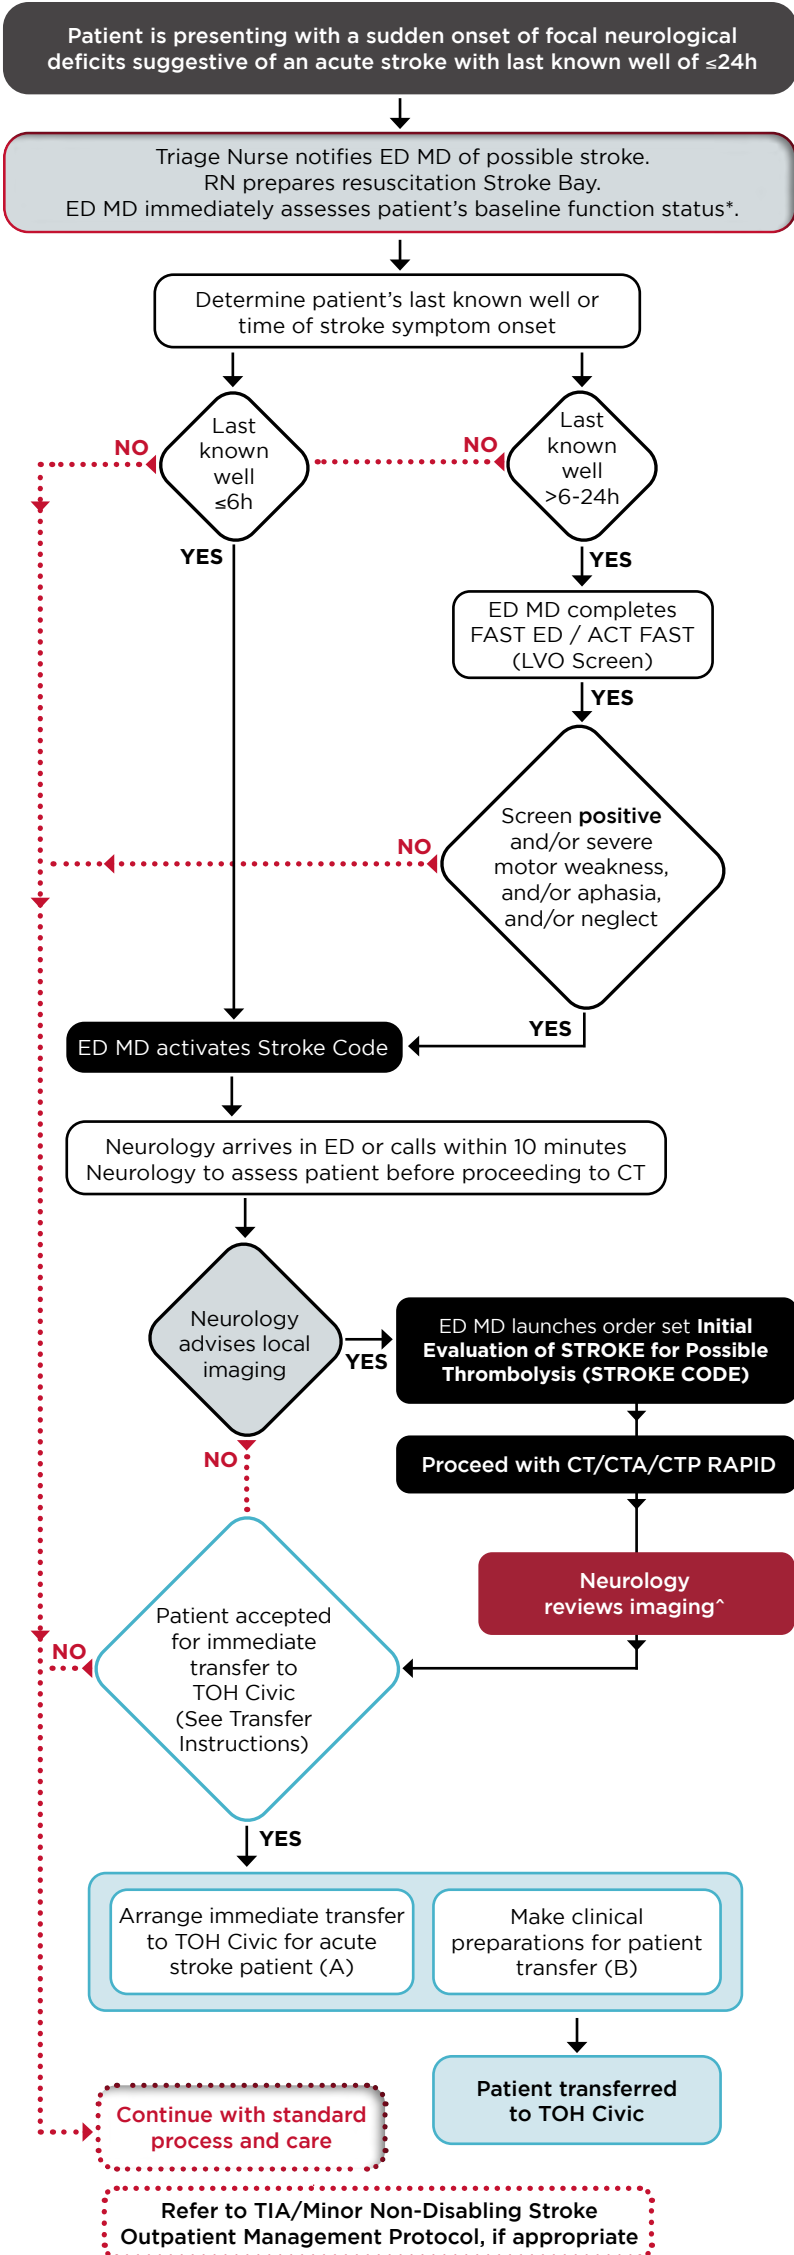 Patient is presenting with a sudden onset of focal neurological
deficits suggestive of an acute stroke with last known well of ≤24h
Triage Nurse notifies ED MD of possible stroke.
RN prepares resuscitation Stroke Bay.
ED MD immediately assesses patient's baseline function status*.
Determine patient's last known well or
time of stroke symptom onset
Last
known
well
≤6h
NO
NO
Last
known
well
>6-24h
YES
YES
ED MD completes
FAST ED / ACT FAST
(LVO Screen)
YES
Screen positive
and/or severe
motor weakness,
and/or aphasia,
and/or neglect
NO
YES
ED MD activates Stroke Code
Neurology arrives in ED or calls within 10 minutes
Neurology to assess patient before proceeding to CT
Neurology
advises local
imaging
YES
ED MD launches order set Initial
Evaluation of STROKE for Possible
Thrombolysis (STROKE CODE)
NO
Proceed with CT/CTA/CTP RAPID
Neurology
reviews imaging^
Patient accepted
for immediate
transfer to
TOH Civic
(See Transfer
Instructions)
NO
YES
Arrange immediate transfer
to TOH Civic for acute
stroke patient (A)
Make clinical
preparations for patient
transfer (B)
Patient transferred
to TOH Civic
Continue with standard
process and care
Refer to TIA/Minor Non-Disabling Stroke
Outpatient Management Protocol, if appropriate